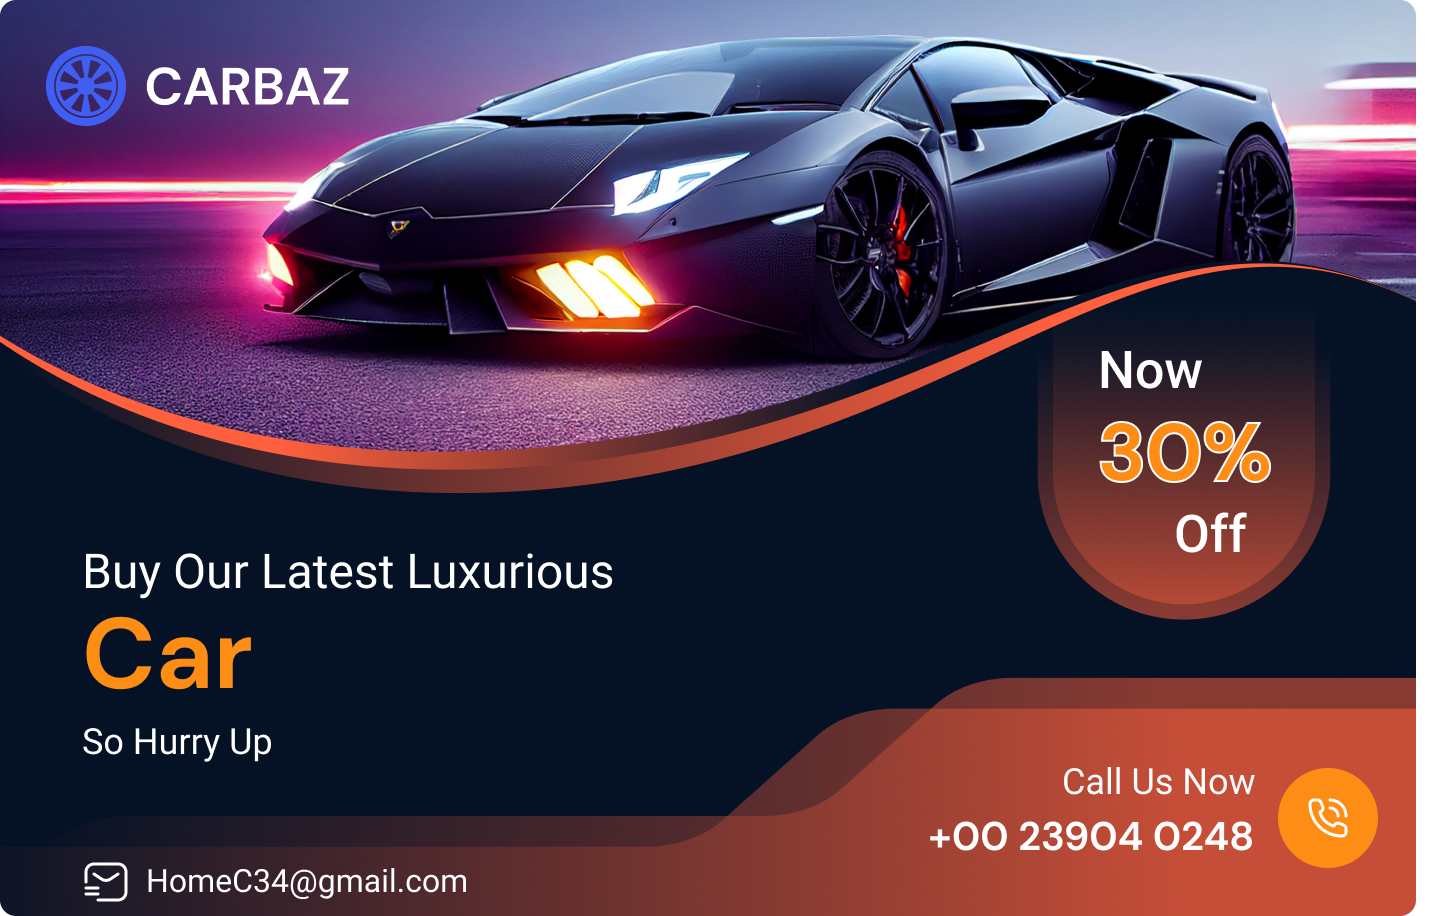 CARBAZ
Now
30%
Off
Buy Our Latest Luxurious
Car
So Hurry Up
Call Us Now
+00 23904 0248
HomeC34@gmail.com